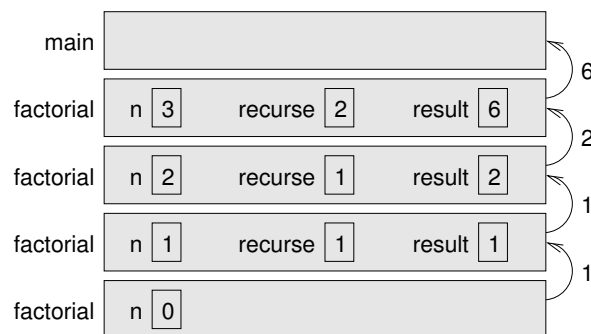 main
6
factorial n 3 recurse 2 result 6
2
factorial n 2 recurse 1 result 2
1
factorial n 1 recurse 1 result 1
1
factorial n 0